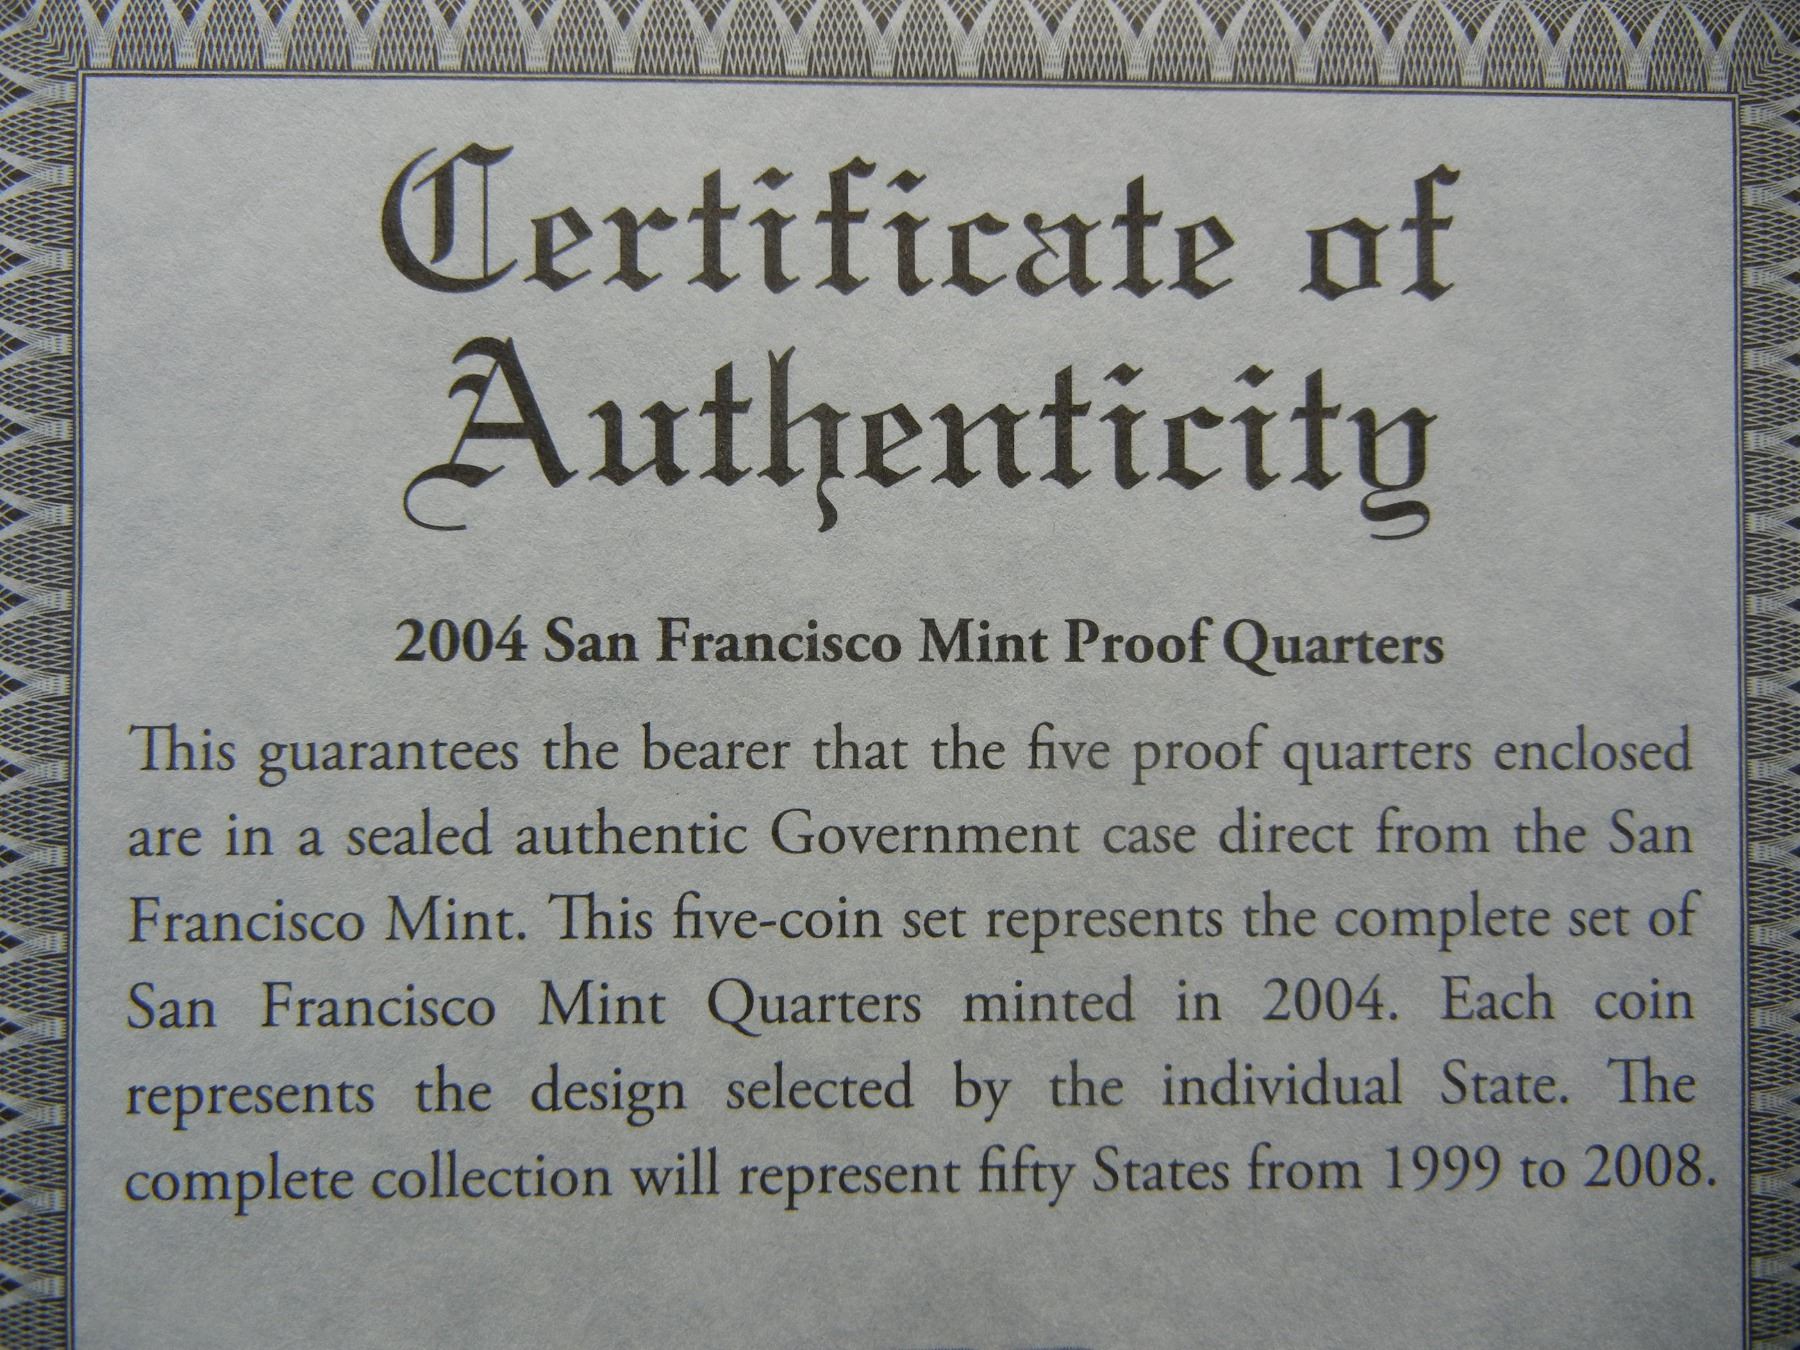 Certificate of
Authenticity
2004 San Francisco Mint Proof Quarters
This guarantees the bearer that the five proof quarters enclosed
are in a sealed authentic Government case direct from the San
Francisco Mint. This five-coin set represents the complete set of
San Francisco Mint Quarters minted in 2004. Each coin
represents the design selected by the individual State. The
complete collection will represent fifty States from 1999 to 2008.